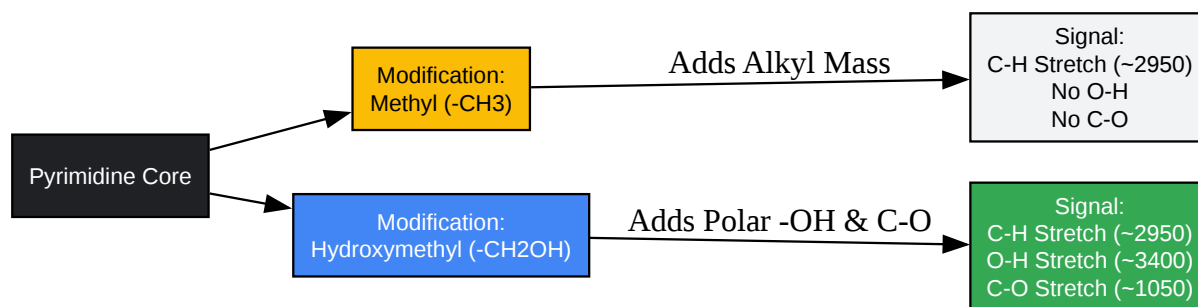 Pyrimidine Core
Modification:
Methyl (-CH3)
Adds Alkyl Mass
Signal:
C-H Stretch (~2950)
No O-H
No C-O
Modification:
Hydroxymethyl (-CH2OH)
Adds Polar -OH & C-O
Signal:
C-H Stretch (~2950)
O-H Stretch (~3400)
C-O Stretch (~1050)